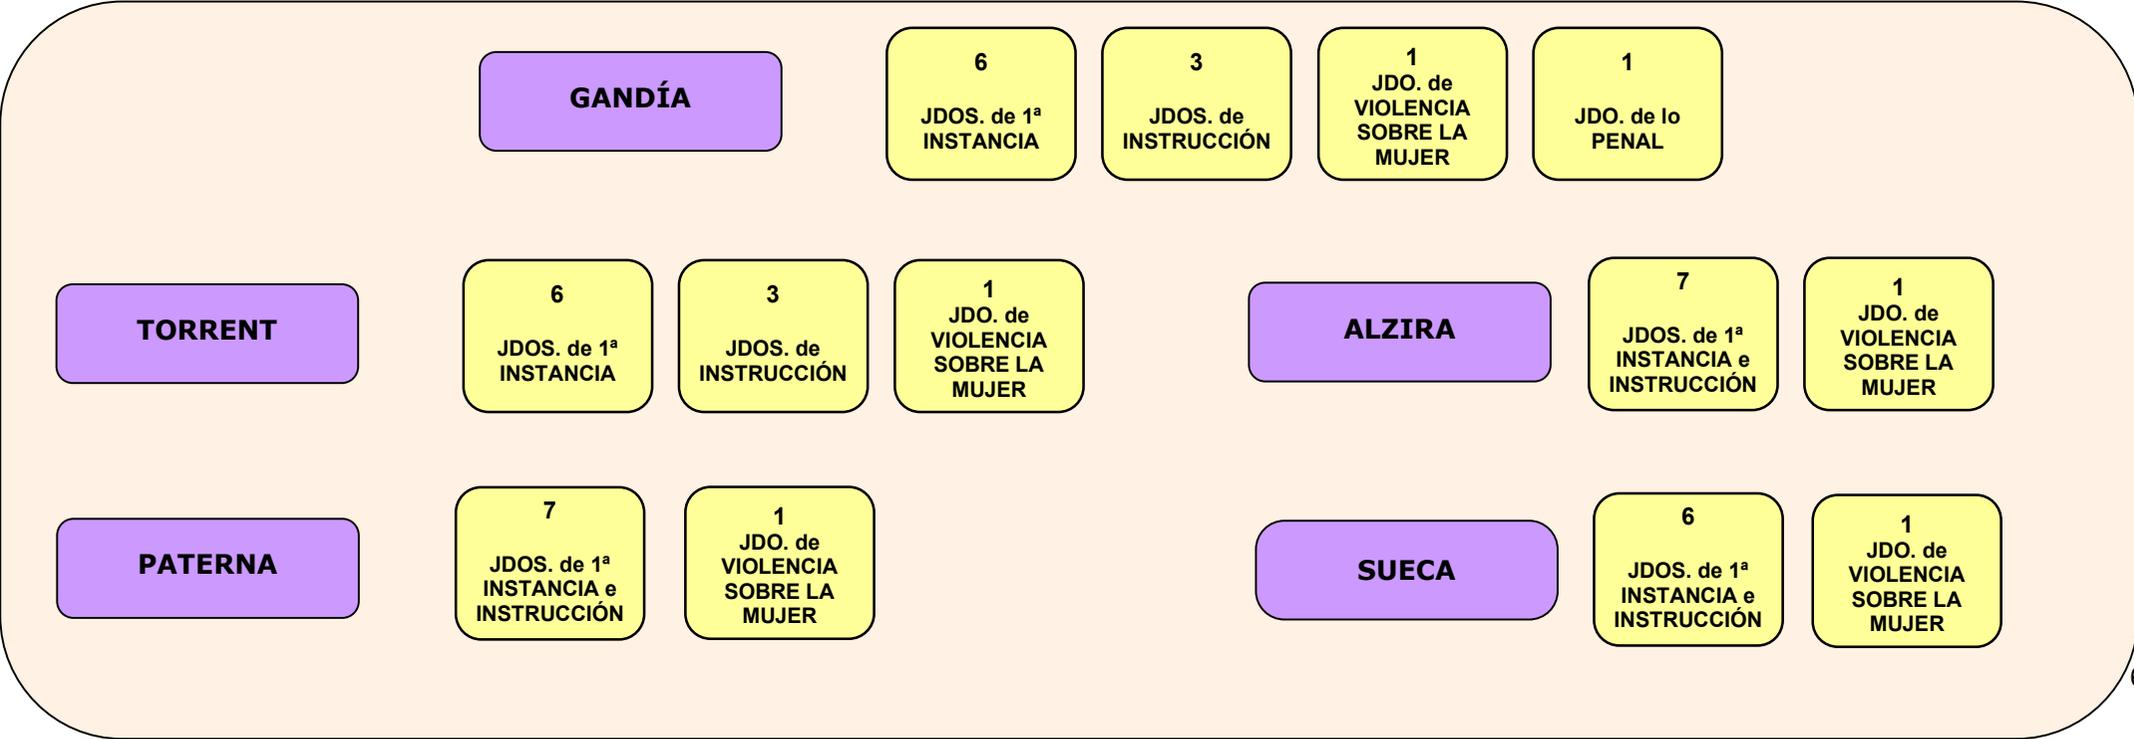 GANDÍA
6
JDOS. de 1ª
INSTANCIA
3
JDOS. de
INSTRUCCIÓN
1
JDO. de
VIOLENCIA
SOBRE LA
MUJER
1
JDO. de lo
PENAL
TORRENT
6
JDOS. de 1ª
INSTANCIA
3
JDOS. de
INSTRUCCIÓN
1
JDO. de
VIOLENCIA
SOBRE LA
MUJER
ALZIRA
7
JDOS. de 1ª
INSTANCIA e
INSTRUCCIÓN
1
JDO. de
VIOLENCIA
SOBRE LA
MUJER
PATERNA
7
JDOS. de 1ª
INSTANCIA e
INSTRUCCIÓN
1
JDO. de
VIOLENCIA
SOBRE LA
MUJER
SUECA
6
JDOS. de 1ª
INSTANCIA e
INSTRUCCIÓN
1
JDO. de
VIOLENCIA
SOBRE LA
MUJER